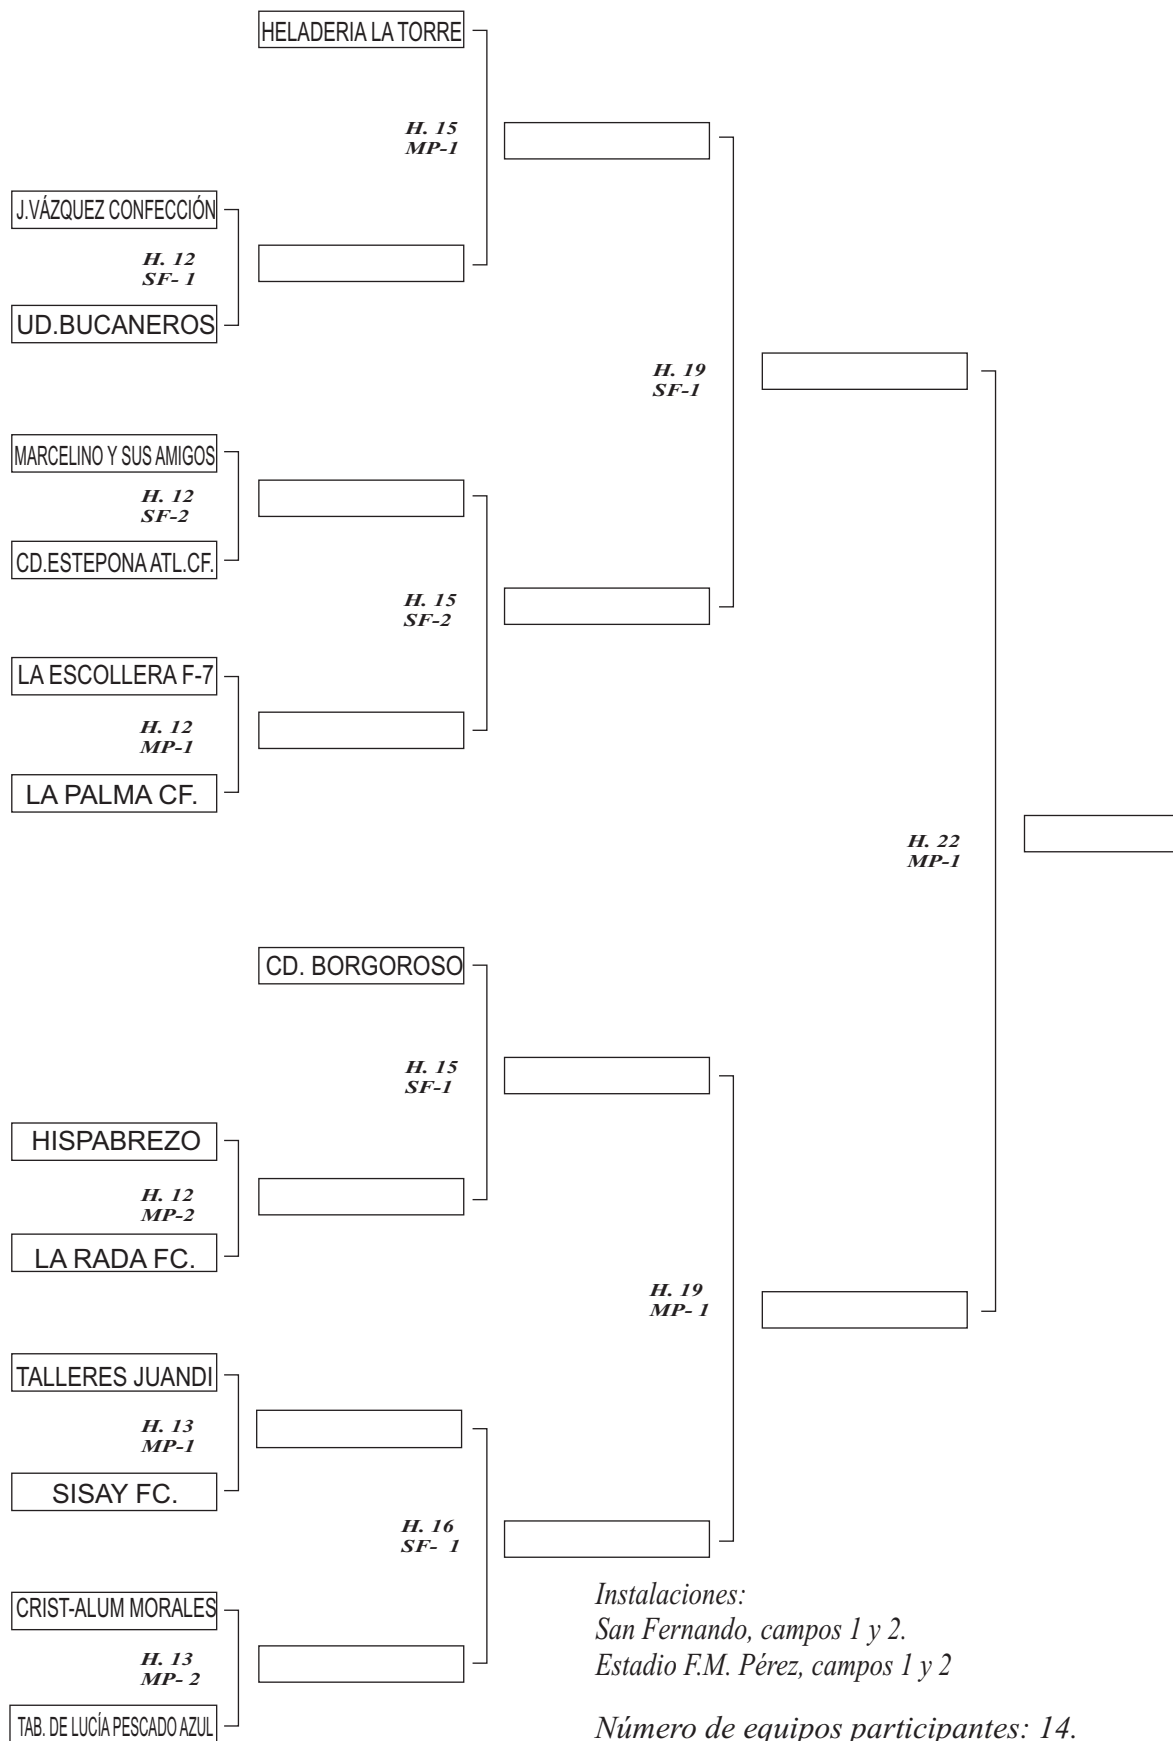 HELADERIA LA TORRE
H. 15
MP-1
J.VÁZQUEZ CONFECCIÓN
H. 12
SF- 1
UD.BUCANEROS
H. 19
SF-1
MARCELINO Y SUS AMIGOS
H. 12
SF-2
CD.ESTEPONA ATL.CF.
H. 15
SF-2
LA ESCOLLERA F-7
H. 12
MP-1
LA PALMA CF.
H. 22
MP-1
CD. BORGOROSO
H. 15
SF-1
HISPABREZO
H. 12
MP-2
LA RADA FC.
H. 19
MP- 1
TALLERES JUANDI
H. 13
MP-1
SISAY FC.
H. 16
SF- 1
CRIST-ALUM MORALES
H. 13
MP- 2
TAB. DE LUCÍA PESCADO AZUL
Instalaciones:
San Fernando, campos 1 y 2.
Estadio F.M. Pérez, campos 1 y 2
Número de equipos participantes: 14.